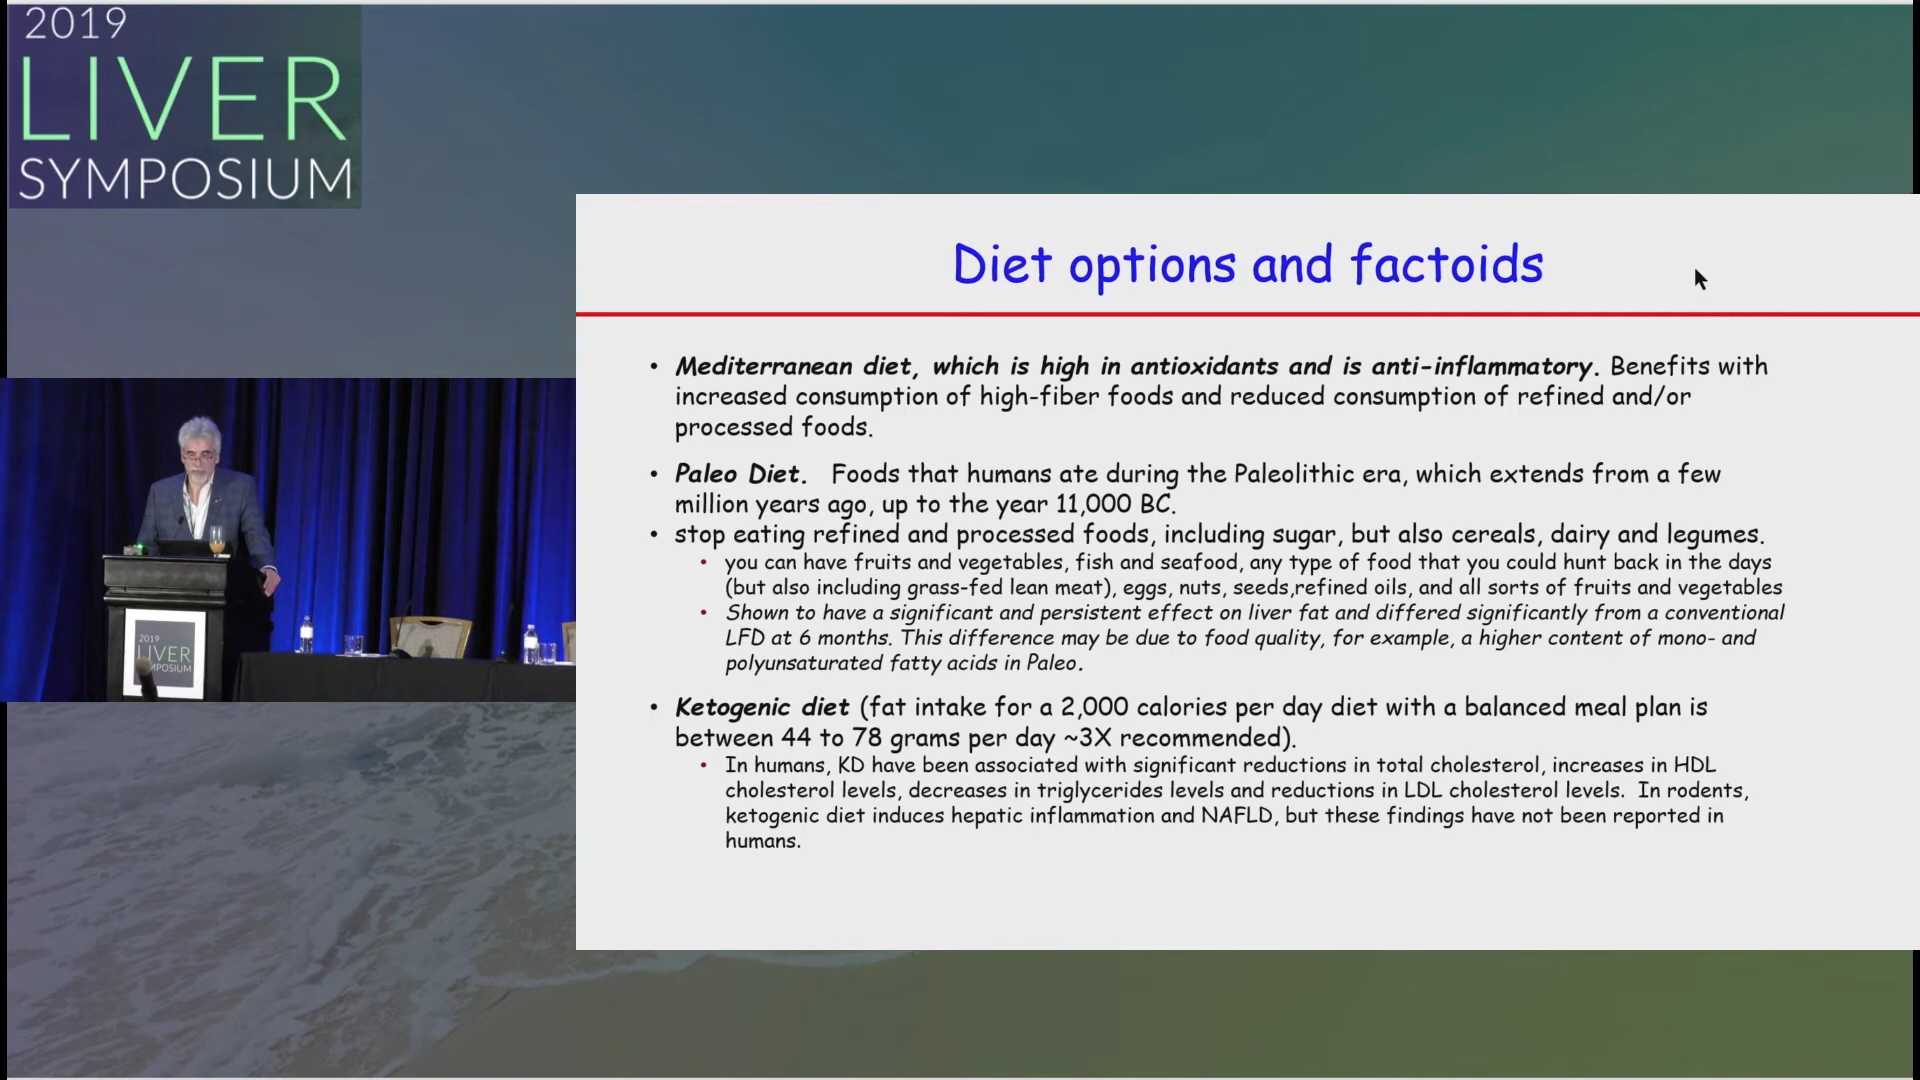 2019
LIVER
SYMPOSIUM
Diet options and factoids
• Mediterranean diet, which is high in antioxidants and is anti-inflammatory. Benefits with
increased consumption of high-fiber foods and reduced consumption of refined and/or
processed foods.
• Paleo Diet. Foods that humans ate during the Paleolithic era, which extends from a few
million years ago, up to the year 11,000 BC.
• stop eating refined and processed foods, including sugar, but also cereals, dairy and legumes.
• you can have fruits and vegetables, fish and seafood, any type of food that you could hunt back in the days
(but also including grass-fed lean meat), eggs, nuts, seeds,refined oils, and all sorts of fruits and vegetables
• Shown to have a significant and persistent effect on liver fat and differed significantly from a conventional
LFD at 6 months. This difference may be due to food quality, for example, a higher content of mono- and
polyunsaturated fatty acids in Paleo.
• Ketogenic diet (fat intake for a 2,000 calories per day diet with a balanced meal plan is
between 44 to 78 grams per day ~3X recommended).
• In humans, KD have been associated with significant reductions in total cholesterol, increases in HDL
cholesterol levels, decreases in triglycerides levels and reductions in LDL cholesterol levels. In rodents,
ketogenic diet induces hepatic inflammation and NAFLD, but these findings have not been reported in
humans.
2019
LIVER